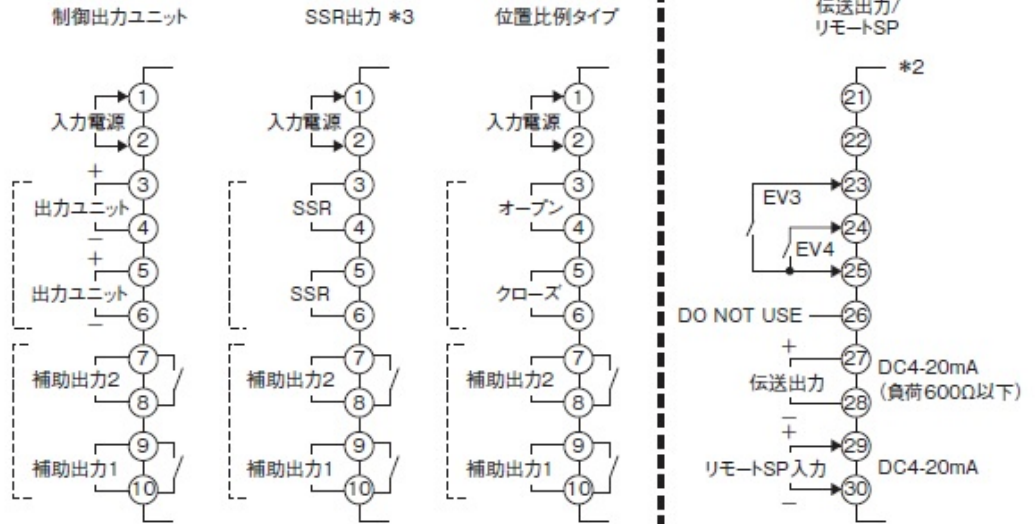 制御出力ユニット
1
入力電源
2
+
3
出力ユニット
4
−
+
5
出力ユニット
6
−
7
補助出力2
8
9
補助出力1
10
SSR出力 *3
1
入力電源
2
3
SSR
4
5
SSR
6
7
補助出力2
8
9
補助出力1
10
位置比例タイプ
1
入力電源
2
3
オープン
4
5
クローズ
6
7
補助出力2
8
9
補助出力1
10
伝送出力/
リモートSP
*2
21
22
23
EV3
24
EV4
25
DO NOT USE
26
+
27
DC4-20mA
伝送出力
(負荷600Ω以下)
28
−
+
29
リモートSP入力
DC4-20mA
30
−